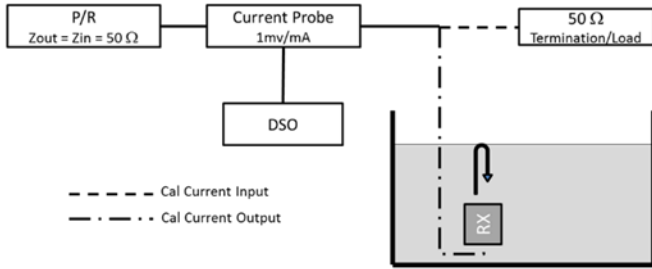 P/R
Zout = Zin = 50 Ω
Current Probe
1mv/mA
50 Ω
Termination/Load
DSO
Cal Current Input
Cal Current Output
RX